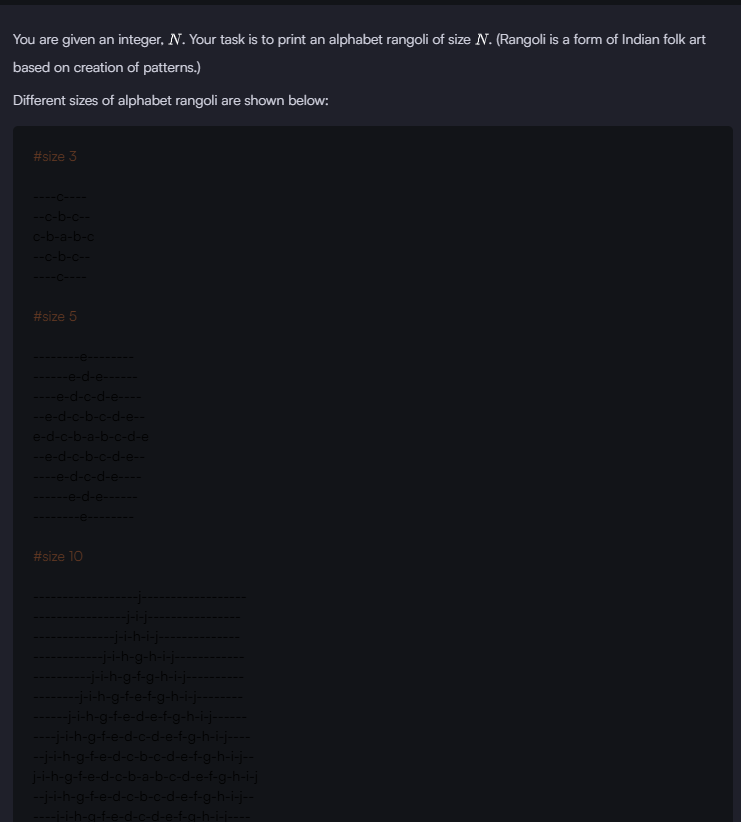 You are given an integer, N. Your task is to print an alphabet rangoli of size N. (Rangoli is a form of Indian folk art
based on creation of patterns.)
Different sizes of alphabet rangoli are shown below:
#size 3
----c----
--c-b-c--
c-b-a-b-c
--c-b-c--
----c----
#size 5
--------e--------
------e-d-e------
----e-d-c-d-e----
--e-d-c-b-c-d-e--
e-d-c-b-a-b-c-d-e
--e-d-c-b-c-d-e--
----e-d-c-d-e----
------e-d-e------
--------e--------
#size 10
------------------j------------------
----------------j-i-j----------------
--------------j-i-h-i-j--------------
------------j-i-h-g-h-i-j------------
----------j-i-h-g-f-g-h-i-j----------
--------j-i-h-g-f-e-f-g-h-i-j--------
------j-i-h-g-f-e-d-e-f-g-h-i-j------
----j-i-h-g-f-e-d-c-d-e-f-g-h-i-j----
--j-i-h-g-f-e-d-c-b-c-d-e-f-g-h-i-j--
j-i-h-g-f-e-d-c-b-a-b-c-d-e-f-g-h-i-j
--j-i-h-g-f-e-d-c-b-c-d-e-f-g-h-i-j--
----j-i-h-g-f-e-d-c-d-e-f-g-h-i-j----